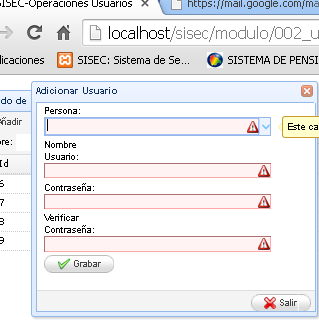 SISEC-Operaciones Usuarios
https://mail.google.com/ma
localhost/sisec/modulo/002_u
SISEC: Sistema de Se...
SISTEMA DE PENSI
Adicionar Usuario
do de
Añadir
re:
Id
6
7
8
9
Persona:
Este ca
Nombre
Usuario:
Contraseña:
Verificar
Contraseña:
Grabar
Salir